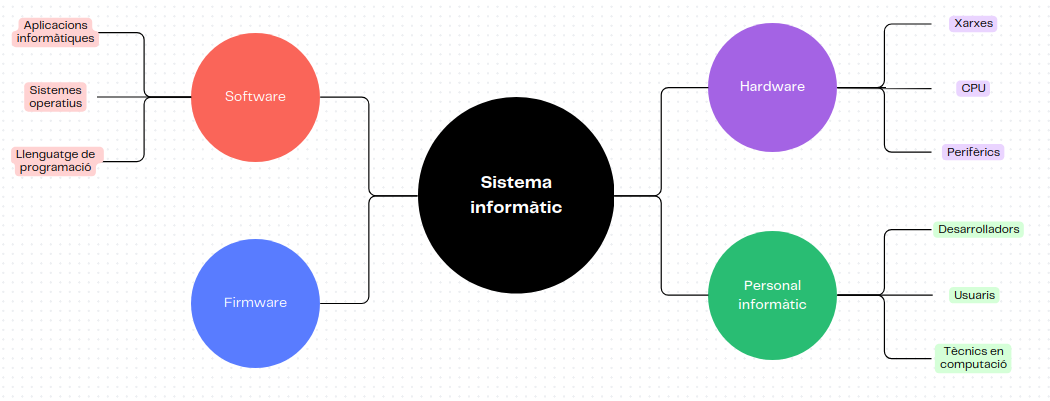 Aplicacions
informàtiques
Sistemes
operatius
Llenguatge de
programació
Software
Firmware
Sistema
informàtic
Hardware
Xarxes
CPU
Perifèrics
Personal
informàtic
Desarrolladors
Usuaris
Tècnics en
computació